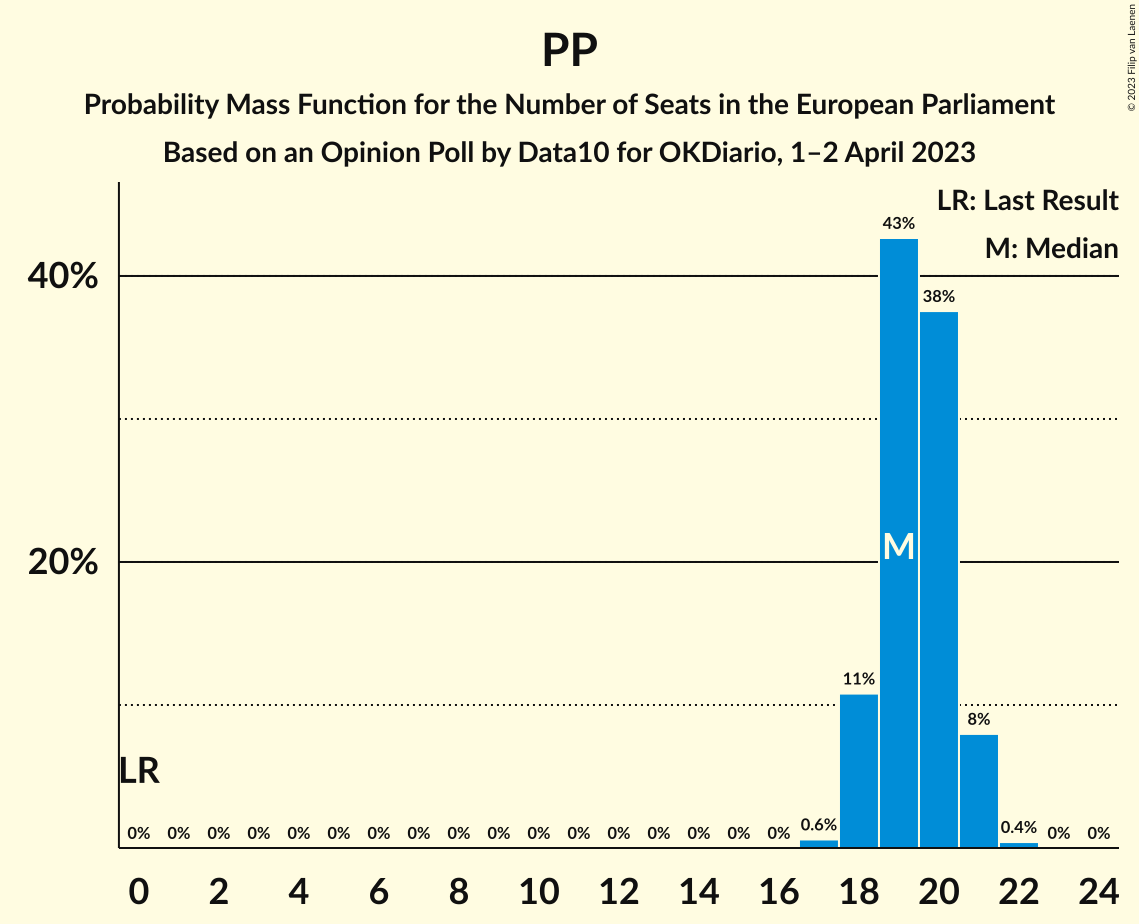 PP
Probability Mass Function for the Number of Seats in the European Parliament
Based on an Opinion Poll by Data10 for OKDiario, 1–2 April 2023
© 2023 Filip van Laenen
LR: Last Result
M: Median
43%
40%
38%
20%
M
11%
8%
LR
0% 0% 0% 0% 0% 0% 0% 0% 0% 0% 0% 0% 0% 0% 0% 0% 0% 0.6% 0.4% 0% 0%
0 2 4 6 8 10 12 14 16 18 20 22 24